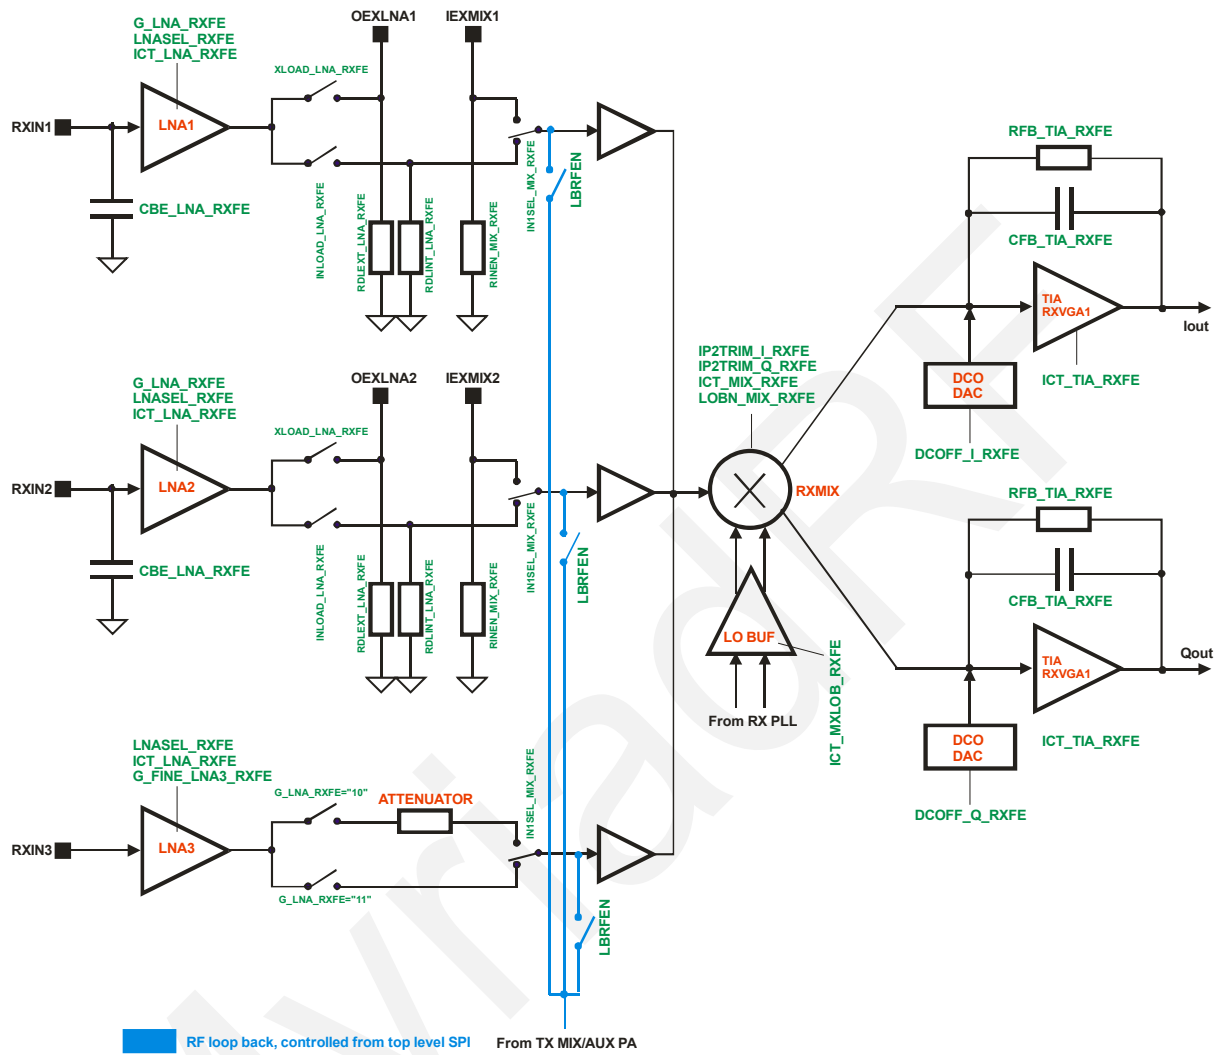 G_LNA_RXFE
LNASEL_RXFE
ICT_LNA_RXFE
OEXLNA1
IEXMIX1
XLOAD_LNA_RXFE
RXIN1
LNA1
CBE_LNA_RXFE
INLOAD_LNA_RXFE
RDLEXT_LNA_RXFE
RDLINT_LNA_RXFE
RINEN_MIX_RXFE
IN1SEL_MIX_RXFE
LBRFEN
RFB_TIA_RXFE
CFB_TIA_RXFE
TIA
RXVGA1
Iout
DCO
DAC
ICT_TIA_RXFE
DCOFF_I_RXFE
G_LNA_RXFE
LNASEL_RXFE
ICT_LNA_RXFE
OEXLNA2
IEXMIX2
XLOAD_LNA_RXFE
RXIN2
LNA2
CBE_LNA_RXFE
INLOAD_LNA_RXFE
RDLEXT_LNA_RXFE
RDLINT_LNA_RXFE
RINEN_MIX_RXFE
IN1SEL_MIX_RXFE
LBRFEN
IP2TRIM_I_RXFE
IP2TRIM_Q_RXFE
ICT_MIX_RXFE
LOBN_MIX_RXFE
RXMIX
LO BUF
From RX PLL
ICT_MXLOB_RXFE
RFB_TIA_RXFE
CFB_TIA_RXFE
TIA
RXVGA1
Qout
DCO
DAC
ICT_TIA_RXFE
DCOFF_Q_RXFE
LNASEL_RXFE
ICT_LNA_RXFE
G_FINE_LNA3_RXFE
G_LNA_RXFE="10"
ATTENUATOR
RXIN3
LNA3
G_LNA_RXFE="11"
IN1SEL_MIX_RXFE
LBRFEN
RF loop back, controlled from top level SPI
From TX MIX/AUX PA
MyriadRF